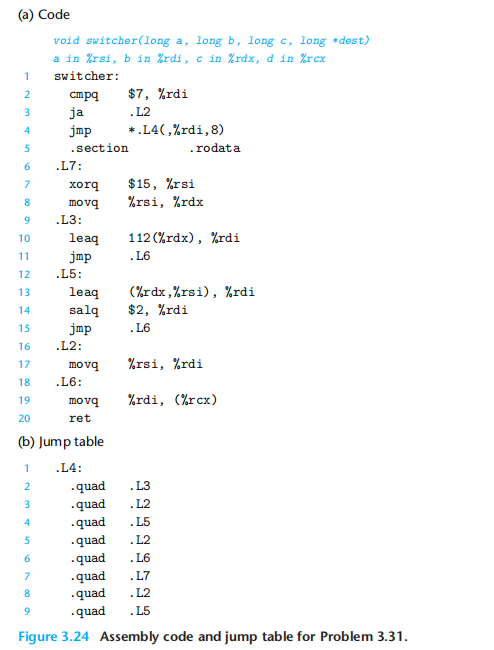 (a) Code
void switcher(long a, long b, long c, long *dest)
a in %rsi, b in %rdi, c in %rdx, d in %rcx
1 switcher:
2 cmpq $7, %rdi
3 ja .L2
4 jmp *.L4(,%rdi,8)
5 .section .rodata
6 .L7:
7 xorq $15, %rsi
8 movq %rsi, %rdx
9 .L3:
10 leaq 112(%rdx), %rdi
11 jmp .L6
12 .L5:
13 leaq (%rdx,%rsi), %rdi
14 salq $2, %rdi
15 jmp .L6
16 .L2:
17 movq %rsi, %rdi
18 .L6:
19 movq %rdi, (%rcx)
20 ret
(b) Jump table
1 .L4:
2 .quad .L3
3 .quad .L2
4 .quad .L5
5 .quad .L2
6 .quad .L6
7 .quad .L7
8 .quad .L2
9 .quad .L5
Figure 3.24 Assembly code and jump table for Problem 3.31.